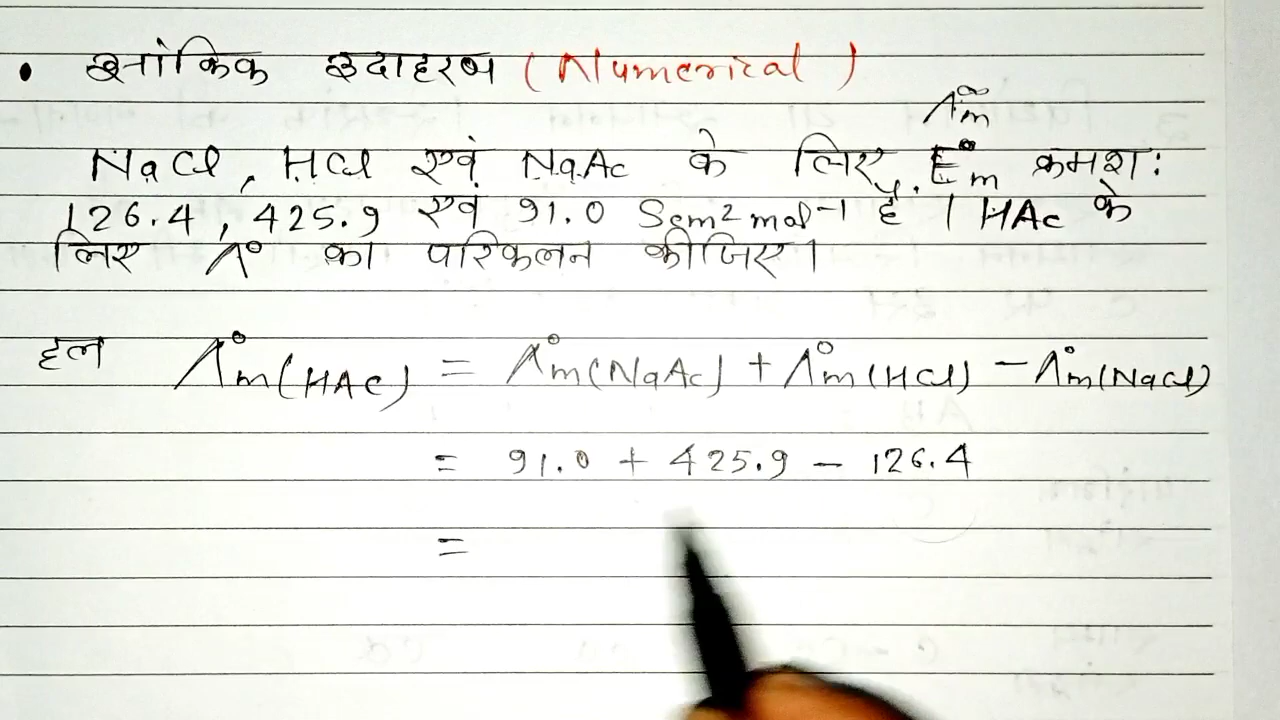 • आंकिक उदाहरण (Numerical)
Λ͚m
NaCl, HCl एवं NaAc के लिए E°m क्रमश:
126.4, 425.9 एवं 91.0 Scm² mol⁻¹ है। HAc के
लिए Λ° का परिकलन कीजिए।
हल Λ°m(HAc) = Λ°m(NaAc) + Λ°m(HCl) - Λ°m(NaCl)
= 91.0 + 425.9 - 126.4
=